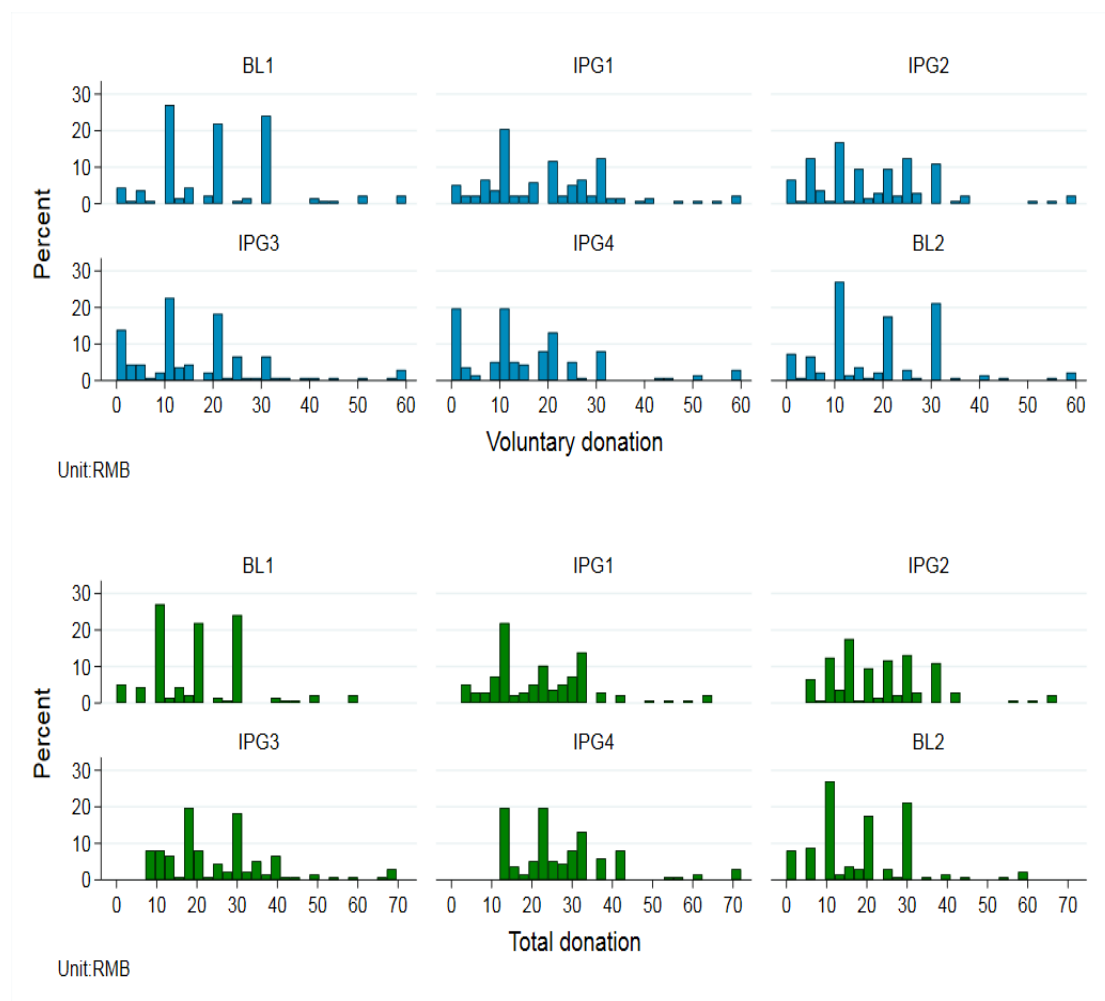 BL1 IPG1 IPG2
30
20
10
0
Percent
IPG3 IPG4 BL2
30
20
10
0
0 10 20 30 40 50 60 0 10 20 30 40 50 60 0 10 20 30 40 50 60
Voluntary donation
Unit:RMB
BL1 IPG1 IPG2
30
20
10
0
Percent
IPG3 IPG4 BL2
30
20
10
0
0 10 20 30 40 50 60 70 0 10 20 30 40 50 60 70 0 10 20 30 40 50 60 70
Total donation
Unit:RMB